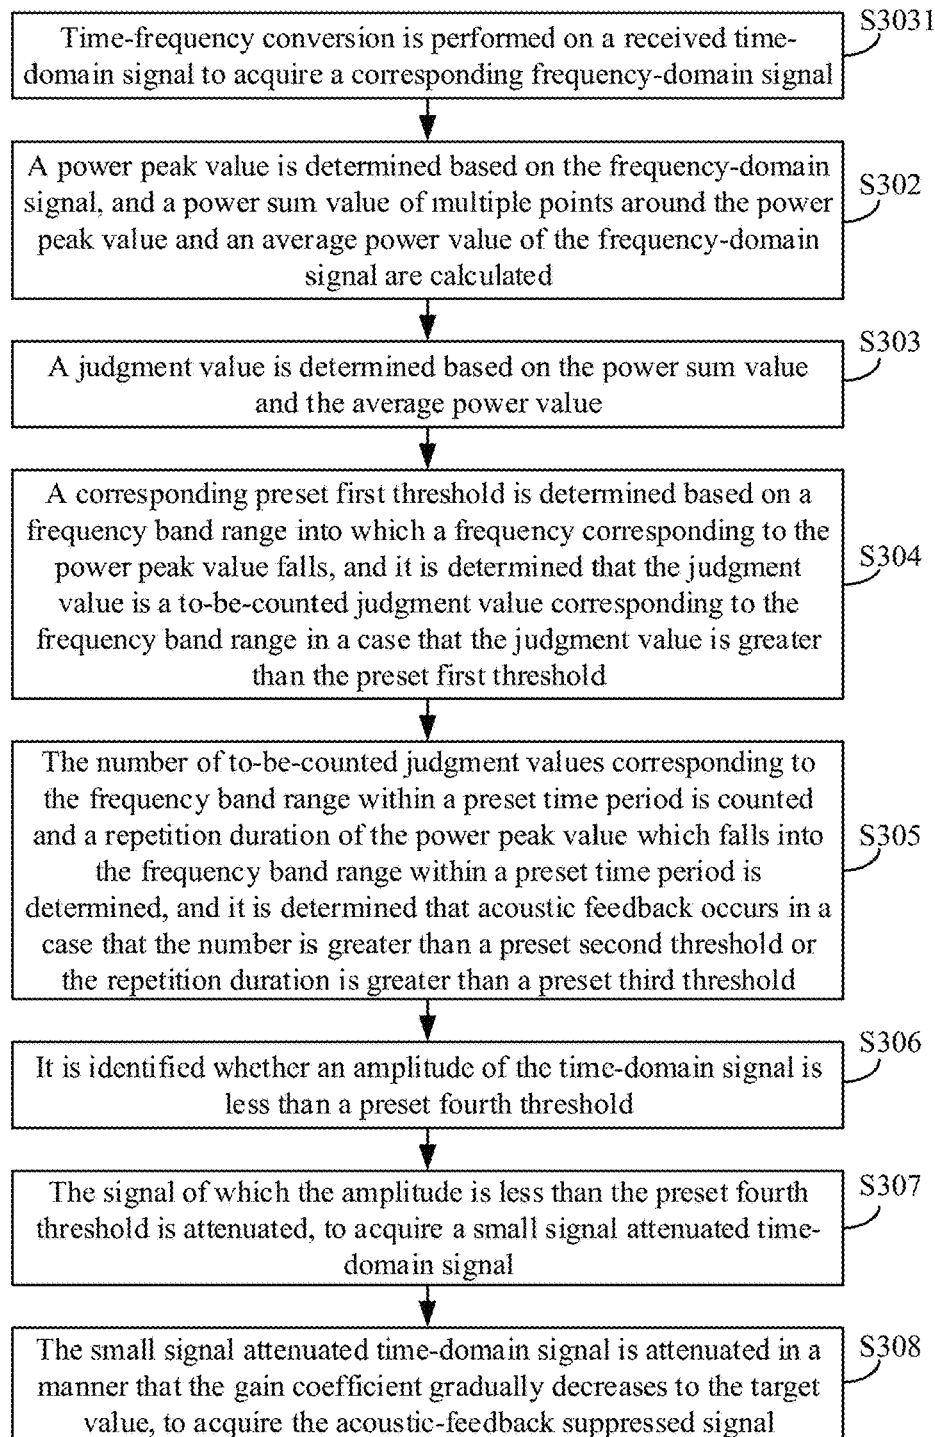 S3031
Time-frequency conversion is performed on a received time-
domain signal to acquire a corresponding frequency-domain signal
A power peak value is determined based on the frequency-domain
signal, and a power sum value of multiple points around the power
peak value and an average power value of the frequency-domain
signal are calculated
S302
A judgment value is determined based on the power sum value
and the average power value
S303
A corresponding preset first threshold is determined based on a
frequency band range into which a frequency corresponding to the
power peak value falls, and it is determined that the judgment
value is a to-be-counted judgment value corresponding to the
frequency band range in a case that the judgment value is greater
than the preset first threshold
S304
The number of to-be-counted judgment values corresponding to
the frequency band range within a preset time period is counted
and a repetition duration of the power peak value which falls into
the frequency band range within a preset time period is
determined, and it is determined that acoustic feedback occurs in a
case that the number is greater than a preset second threshold or
the repetition duration is greater than a preset third threshold
S305
It is identified whether an amplitude of the time-domain signal is
less than a preset fourth threshold
S306
The signal of which the amplitude is less than the preset fourth
threshold is attenuated, to acquire a small signal attenuated time-
domain signal
S307
The small signal attenuated time-domain signal is attenuated in a
manner that the gain coefficient gradually decreases to the target
value, to acquire the acoustic-feedback suppressed signal
S308